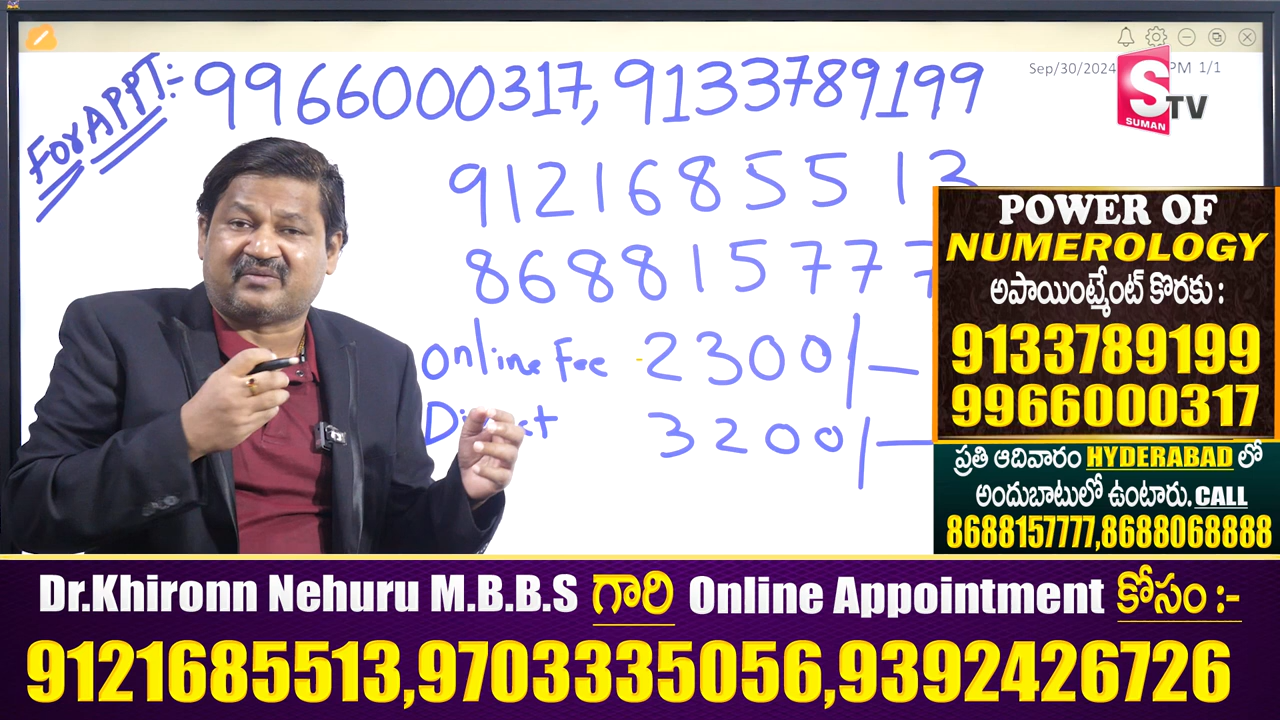 Sep/30/2024 PM 1/1
S
SUMAN
TV
For APPT:- 9966000317, 9133789199
9121685513
868815777
Online Fee 2300/-
3200/-
POWER OF
NUMEROLOGY
అపాయింట్మెంట్ కొరకు :
9133789199
9966000317
ప్రతి ఆదివారం HYDERABAD లో
అందుబాటులో ఉంటారు. CALL
8688157777,8688068888
Dr.Khironn Nehuru M.B.B.S గారి Online Appointment కోసం :-
9121685513,9703335056,9392426726